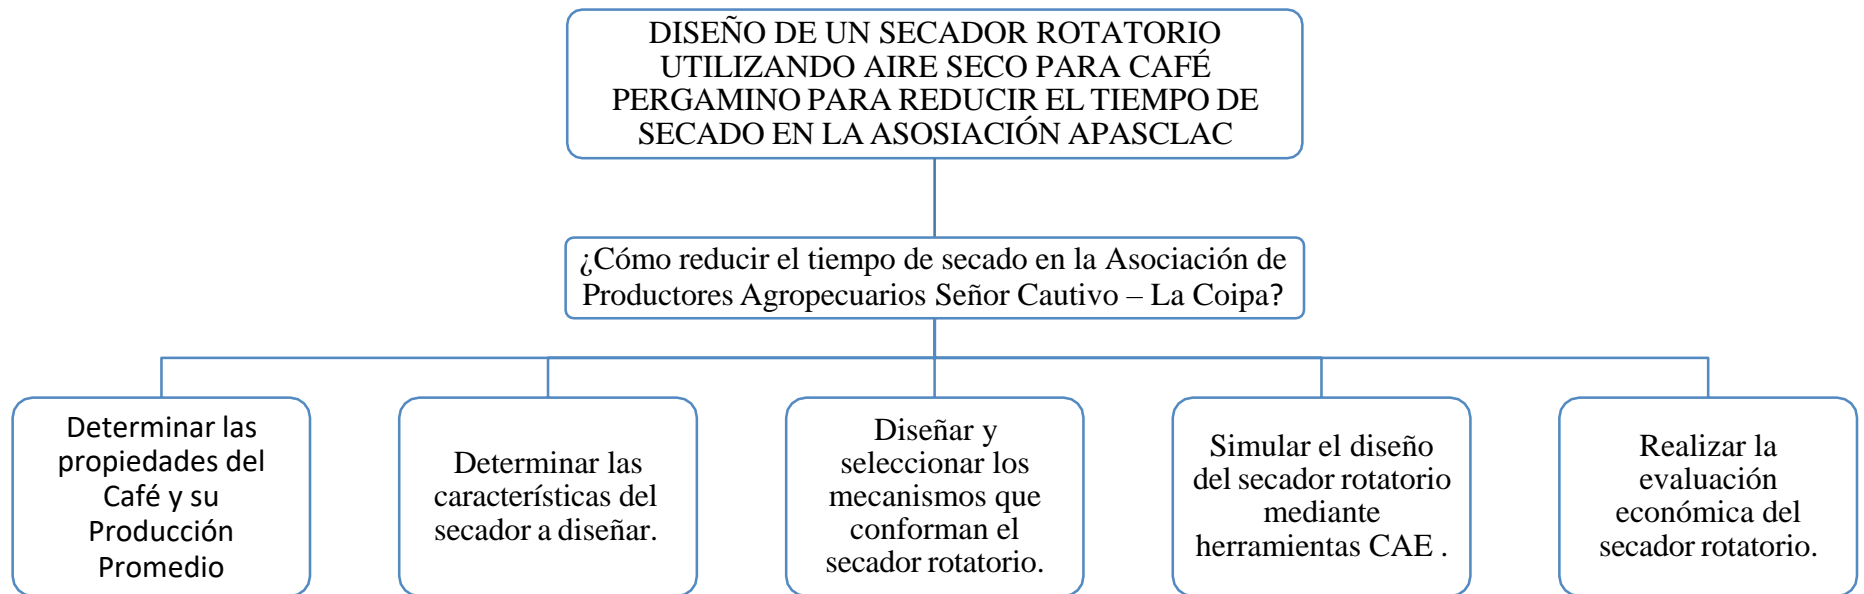 DISEÑO DE UN SECADOR ROTATORIO
UTILIZANDO AIRE SECO PARA CAFÉ
PERGAMINO PARA REDUCIR EL TIEMPO DE
SECADO EN LA ASOSIACIÓN APASCLAC
¿Cómo reducir el tiempo de secado en la Asociación de
Productores Agropecuarios Señor Cautivo – La Coipa?
Determinar las
propiedades del
Café y su
Producción
Promedio
Determinar las
características del
secador a diseñar.
Diseñar y
seleccionar los
mecanismos que
conforman el
secador rotatorio.
Simular el diseño
del secador rotatorio
mediante
herramientas CAE .
Realizar la
evaluación
económica del
secador rotatorio.